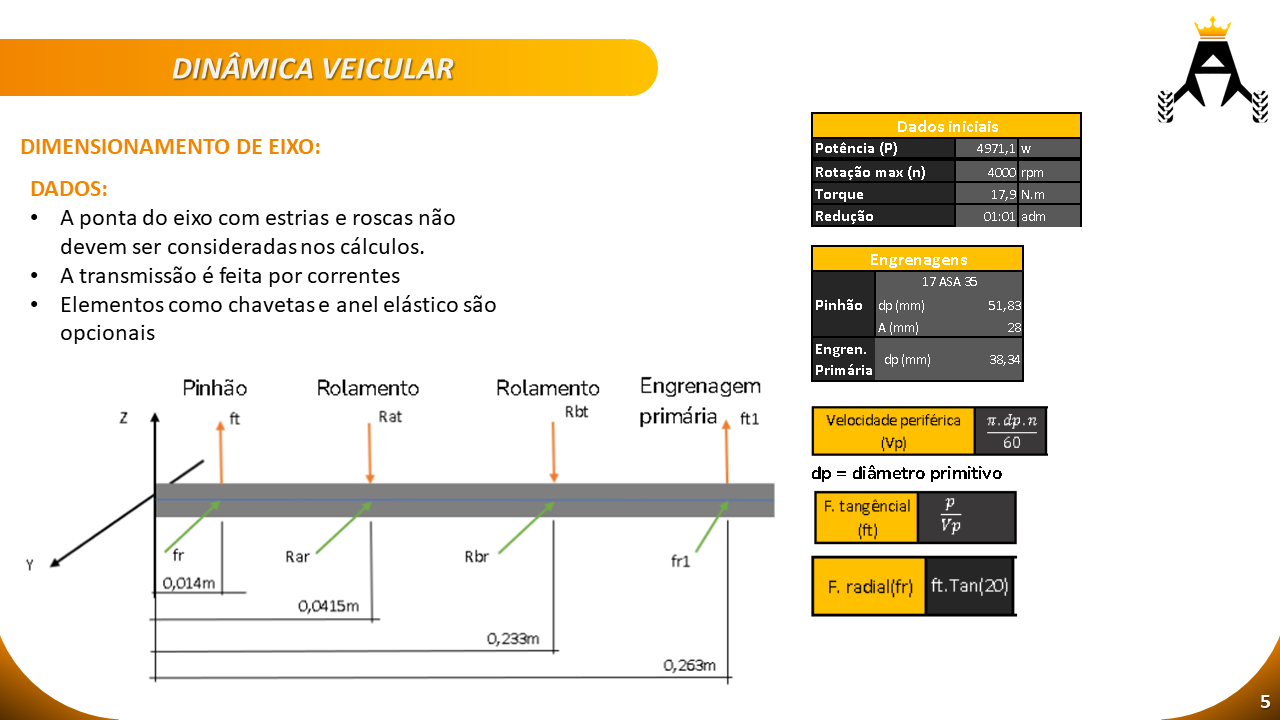 DINÂMICA VEICULAR
DIMENSIONAMENTO DE EIXO:
DADOS:
• A ponta do eixo com estrias e roscas não
devem ser consideradas nos cálculos.
• A transmissão é feita por correntes
• Elementos como chavetas e anel elástico são
opcionais
Pinhão
Rolamento
Rolamento
Engrenagem
primária
Z
ft
Rat
Rbt
ft1
Y
fr
Rar
Rbr
fr1
0,014m
0,0415m
0,233m
0,263m
Dados iniciais
Potência (P) 4971,1 w
Rotação max (n) 4000 rpm
Torque 17,9 N.m
Redução 01:01 adm
Engrenagens
17 ASA 35
Pinhão dp (mm) 51,83
A (mm) 28
Engren.
Primária dp (mm) 38,34
Velocidade periférica
(Vp)
π.dp.n
60
dp = diâmetro primitivo
F. tangêncial
(ft)
p
Vp
F. radial(fr) ft.Tan(20)
5